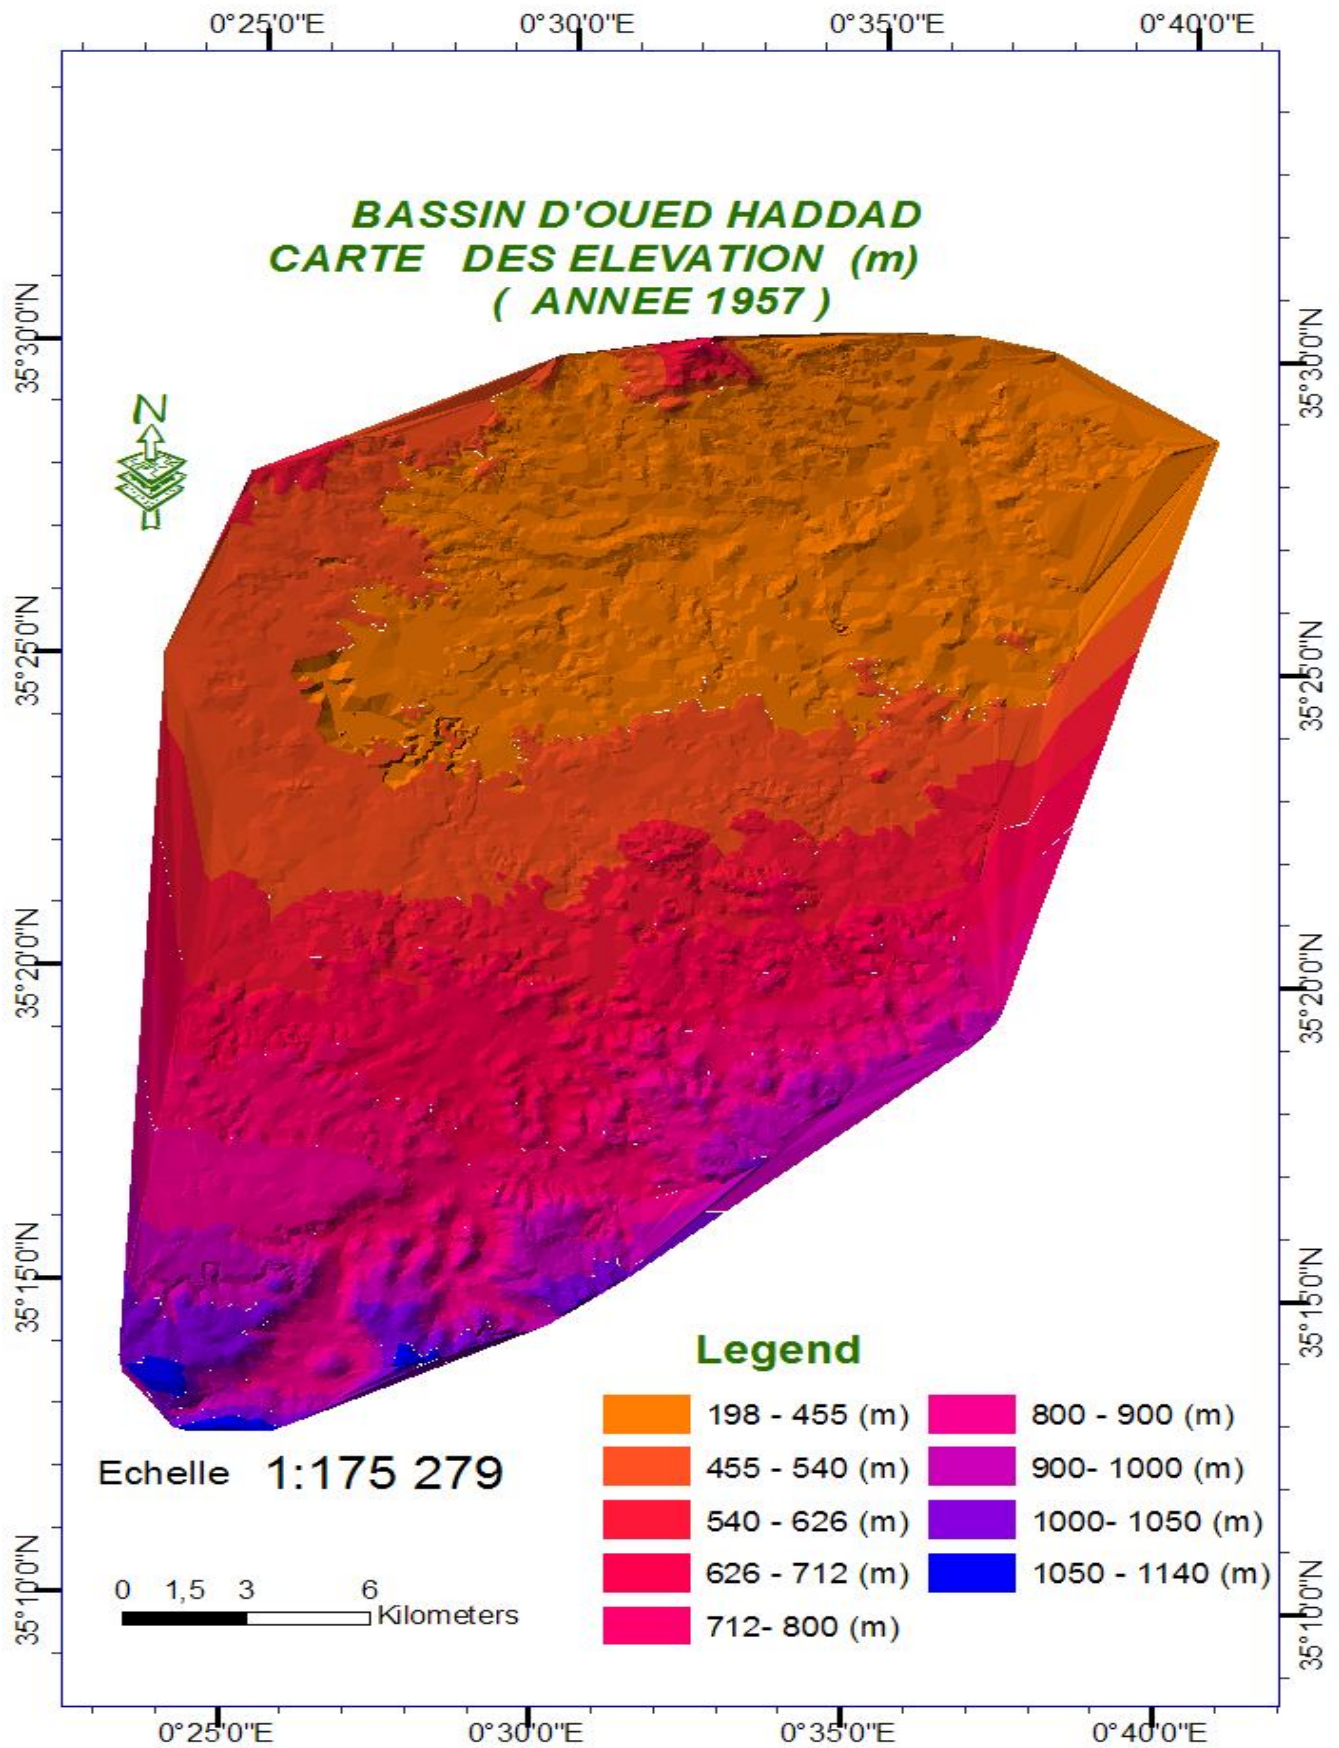 0°25'0"E 0°30'0"E 0°35'0"E 0°40'0"E
BASSIN D'OUED HADDAD
CARTE DES ELEVATION (m)
( ANNEE 1957 )
35°30'0"N
35°30'0"N
N
35°25'0"N
35°25'0"N
35°20'0"N
35°20'0"N
35°15'0"N
35°15'0"N
Legend
198 - 455 (m)
455 - 540 (m)
540 - 626 (m)
626 - 712 (m)
712- 800 (m)
800 - 900 (m)
900- 1000 (m)
1000- 1050 (m)
1050 - 1140 (m)
Echelle 1:175 279
0 1,5 3 6
Kilometers
35°10'0"N
35°10'0"N
0°25'0"E 0°30'0"E 0°35'0"E 0°40'0"E